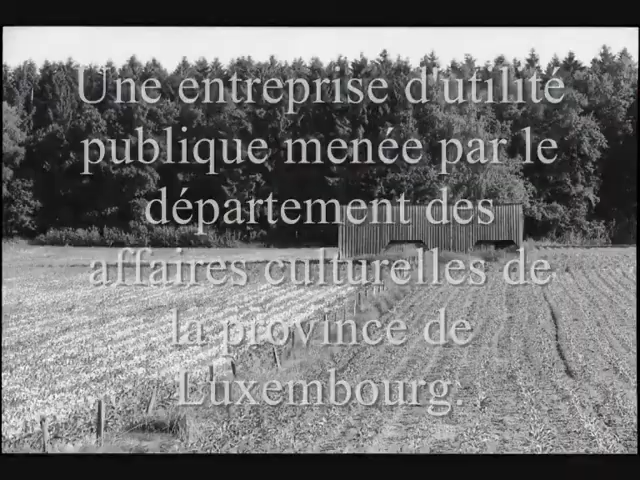 Une entreprise d'utilité
publique menée par le
département des
affaires culturelles de
la province de
Luxembourg.